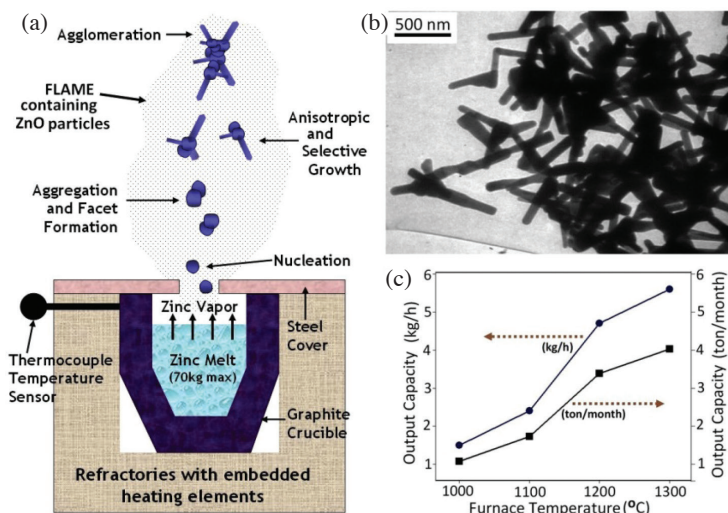 (a)
Agglomeration
FLAME
containing
ZnO particles
Anisotropic and
Selective Growth
Aggregation
and Facet
Formation
Nucleation
Zinc Vapor
Steel
Cover
Thermocouple
Temperature
Sensor
Zinc Melt
(70kg max)
Graphite
Crucible
Refractories with embedded
heating elements
(b)
500 nm
(c)
Output Capacity (kg/h)
6
5
4
3
2
1
(kg/h)
(ton/month)
6
5
4
3
2
1
Output Capacity (ton/month)
1000 1100 1200 1300
Furnace Temperature (⁰C)